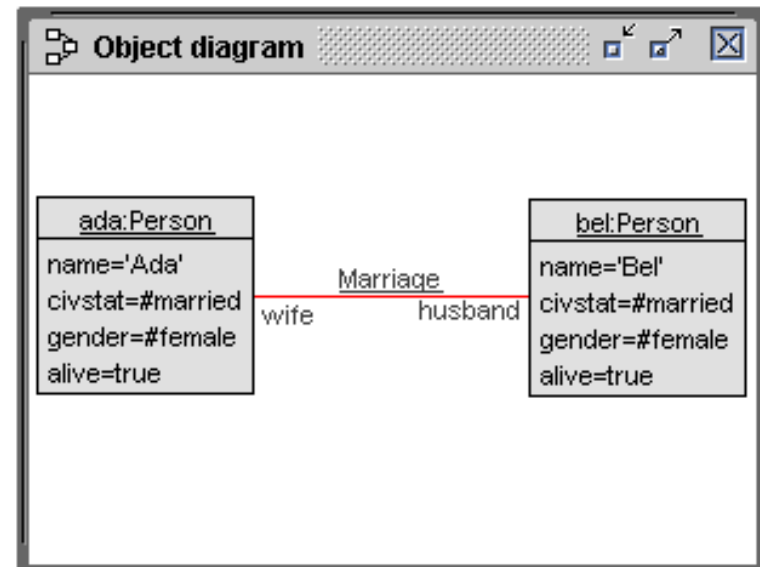 Object diagram
ada:Person
name='Ada'
civstat=#married
gender=#female
alive=true
Marriage
wife
husband
bel:Person
name='Bel'
civstat=#married
gender=#female
alive=true